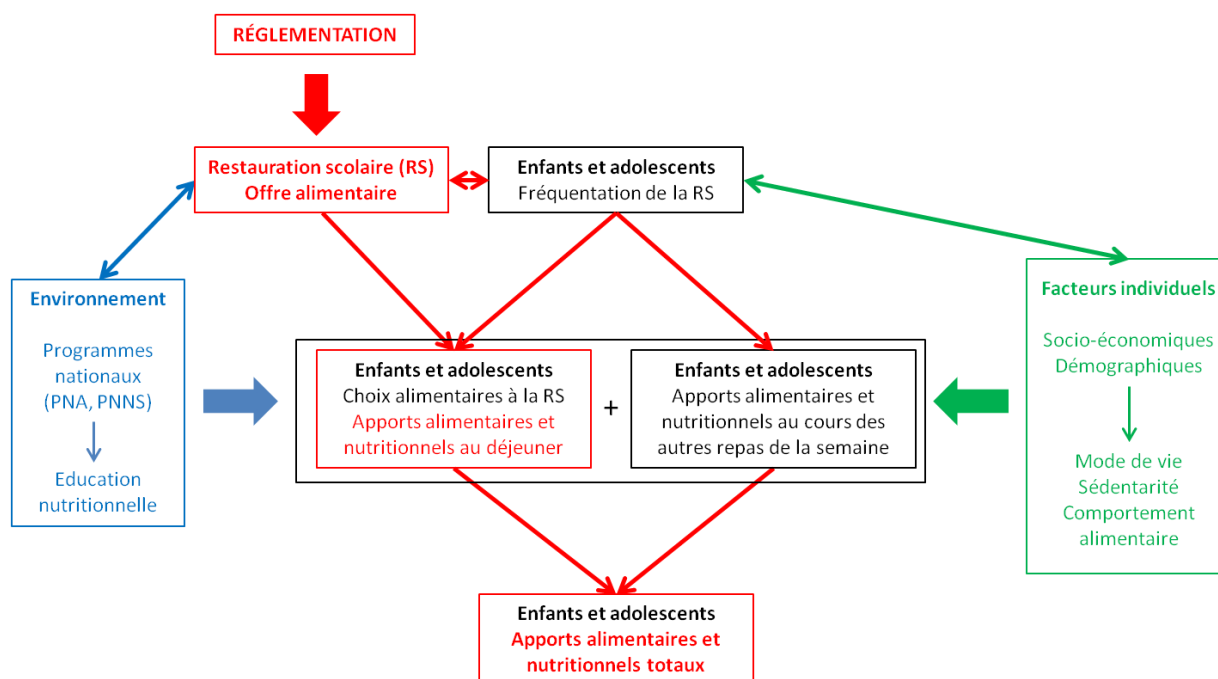 RÉGLEMENTATION
Restauration scolaire (RS)
Offre alimentaire
Enfants et adolescents
Fréquentation de la RS
Environnement
Programmes
nationaux
(PNA, PNNS)
Education
nutritionnelle
Enfants et adolescents
Choix alimentaires à la RS
Apports alimentaires et
nutritionnels au déjeuner
+
Enfants et adolescents
Apports alimentaires et
nutritionnels au cours des
autres repas de la semaine
Facteurs individuels
Socio-économiques
Démographiques
Mode de vie
Sédentarité
Comportement
alimentaire
Enfants et adolescents
Apports alimentaires et
nutritionnels totaux